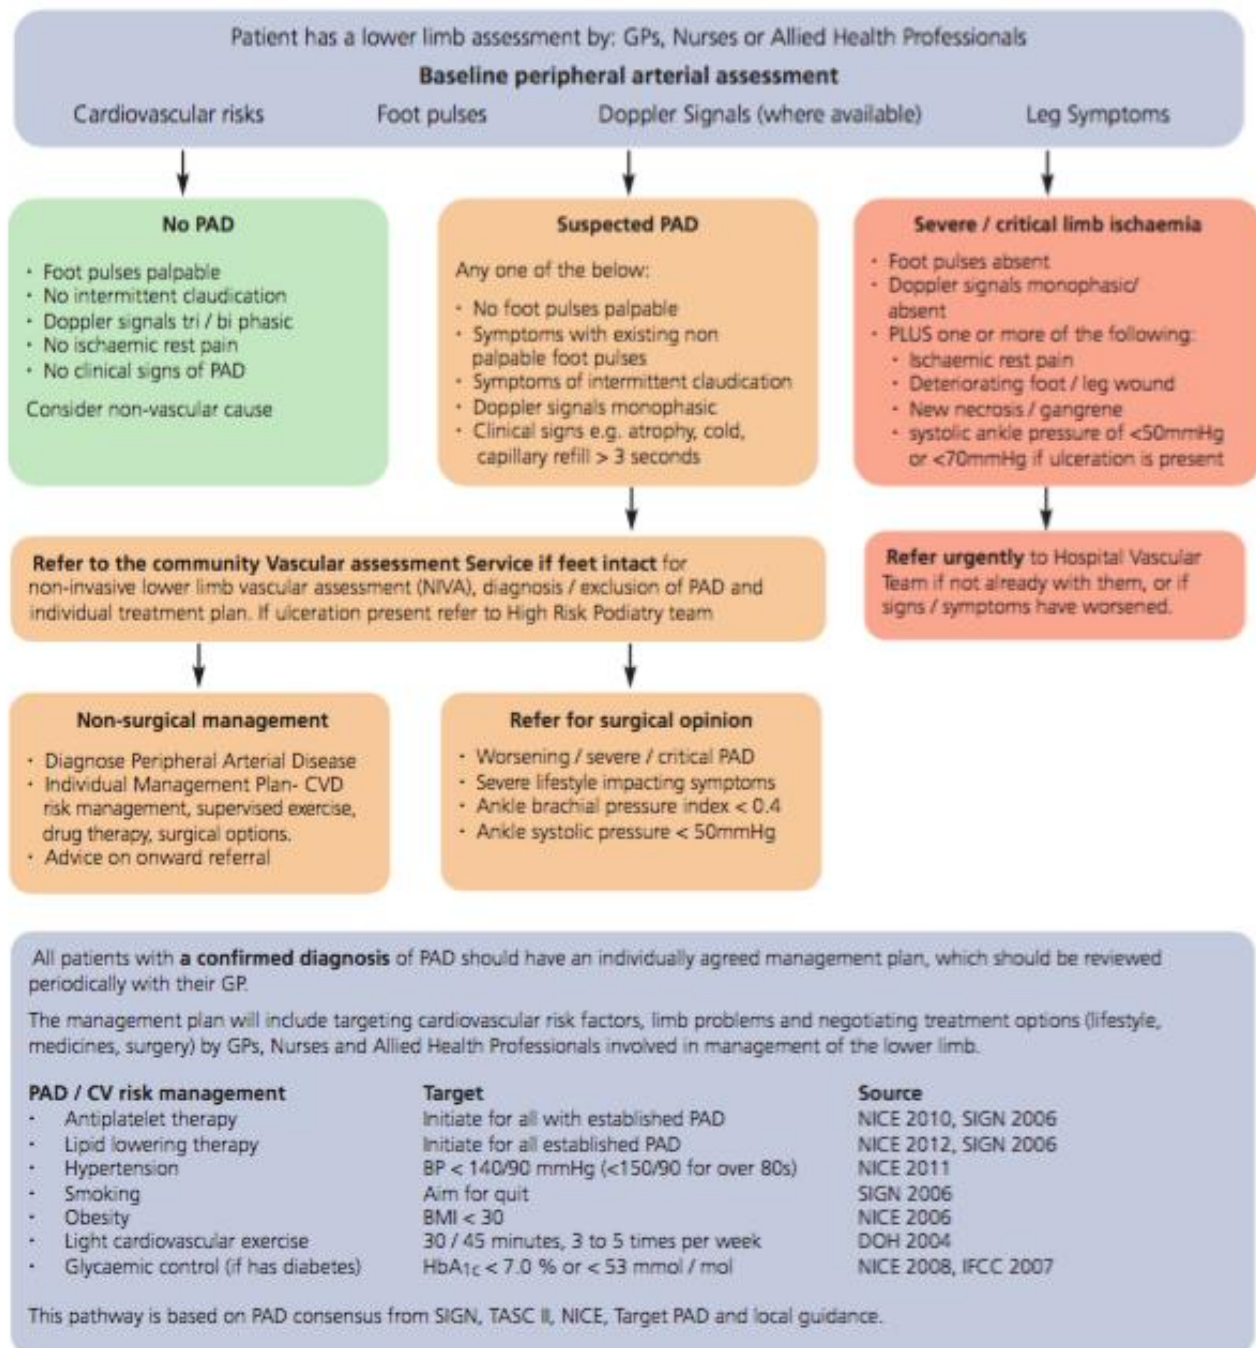 Patient has a lower limb assessment by: GPs, Nurses or Allied Health Professionals
Baseline peripheral arterial assessment
Cardiovascular risks Foot pulses Doppler Signals (where available) Leg Symptoms
No PAD
· Foot pulses palpable
· No intermittent claudication
· Doppler signals tri / bi phasic
· No ischaemic rest pain
· No clinical signs of PAD
Consider non-vascular cause
Suspected PAD
Any one of the below:
· No foot pulses palpable
· Symptoms with existing non
palpable foot pulses
· Symptoms of intermittent claudication
· Doppler signals monophasic
· Clinical signs e.g. atrophy, cold,
capillary refill > 3 seconds
Severe / critical limb ischaemia
· Foot pulses absent
· Doppler signals monophasic/
absent
· PLUS one or more of the following:
· Ischaemic rest pain
· Deteriorating foot / leg wound
· New necrosis / gangrene
· systolic ankle pressure of <50mmHg
or <70mmHg if ulceration is present
Refer to the community Vascular assessment Service if feet intact for
non-invasive lower limb vascular assessment (NIVA), diagnosis / exclusion of PAD and
individual treatment plan. If ulceration present refer to High Risk Podiatry team
Refer urgently to Hospital Vascular
Team if not already with them, or if
signs / symptoms have worsened.
Non-surgical management
· Diagnose Peripheral Arterial Disease
· Individual Management Plan- CVD
risk management, supervised exercise,
drug therapy, surgical options.
· Advice on onward referral
Refer for surgical opinion
· Worsening / severe / critical PAD
· Severe lifestyle impacting symptoms
· Ankle brachial pressure index < 0.4
· Ankle systolic pressure < 50mmHg
All patients with a confirmed diagnosis of PAD should have an individually agreed management plan, which should be reviewed
periodically with their GP.
The management plan will include targeting cardiovascular risk factors, limb problems and negotiating treatment options (lifestyle,
medicines, surgery) by GPs, Nurses and Allied Health Professionals involved in management of the lower limb.
PAD / CV risk management Target Source
· Antiplatelet therapy Initiate for all with established PAD NICE 2010, SIGN 2006
· Lipid lowering therapy Initiate for all established PAD NICE 2012, SIGN 2006
· Hypertension BP < 140/90 mmHg (<150/90 for over 80s) NICE 2011
· Smoking Aim for quit SIGN 2006
· Obesity BMI < 30 NICE 2006
· Light cardiovascular exercise 30 / 45 minutes, 3 to 5 times per week DOH 2004
· Glycaemic control (if has diabetes) HbA1c < 7.0 % or < 53 mmol / mol NICE 2008, IFCC 2007
This pathway is based on PAD consensus from SIGN, TASC II, NICE, Target PAD and local guidance.